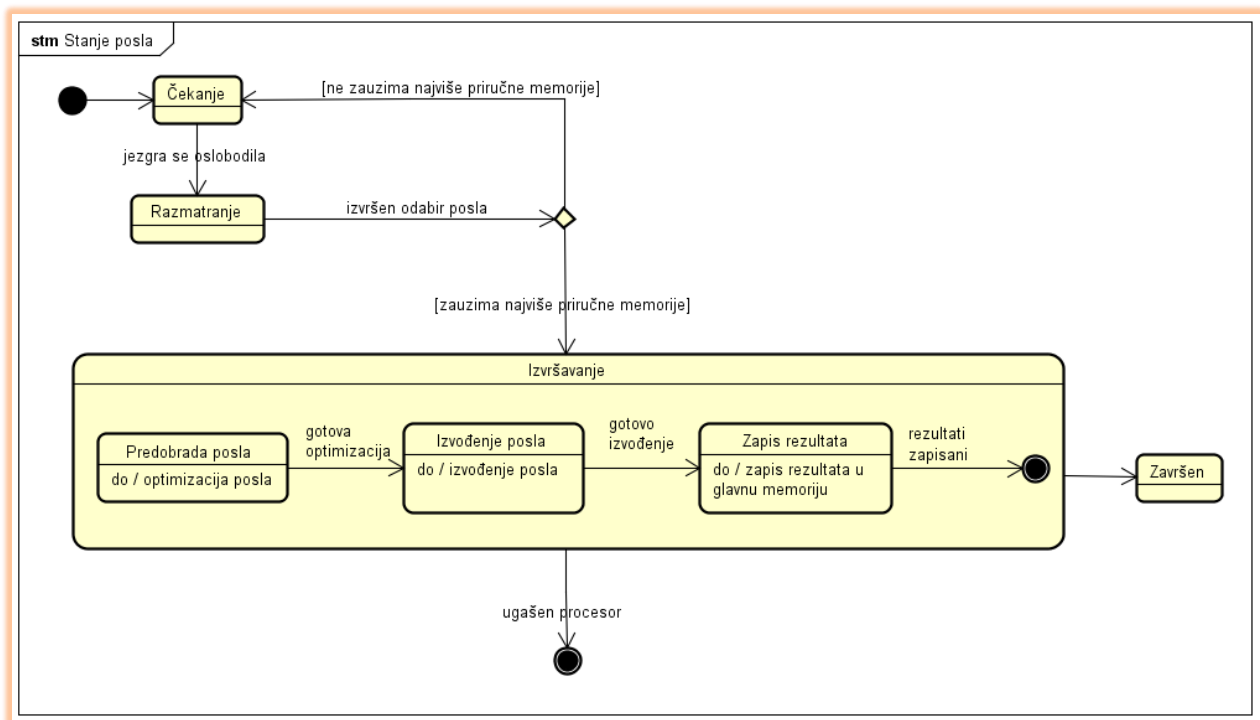 stm Stanje posla
Čekanje
[ne zauzima najviše priručne memorije]
jezgra se oslobodila
Razmatranje
izvršen odabir posla
[zauzima najviše priručne memorije]
Izvršavanje
Predobrada posla
do / optimizacija posla
gotova
optimizacija
Izvođenje posla
do / izvođenje posla
gotovo
izvođenje
Zapis rezultata
do / zapis rezultata u
glavnu memoriju
rezultati
zapisani
Završen
ugašen procesor